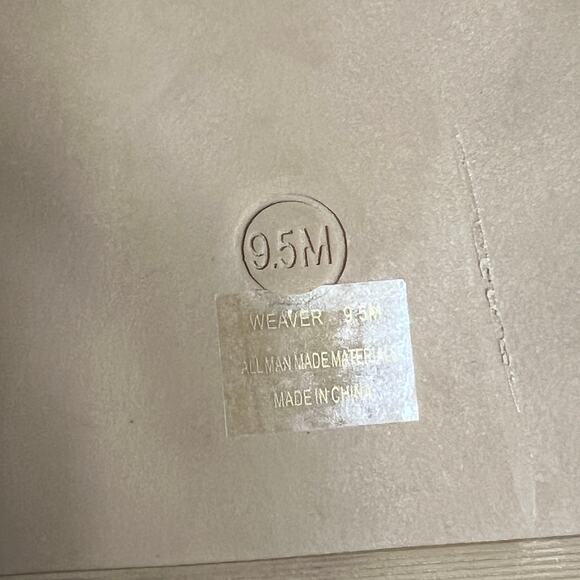 9.5M
WEAVER 9.5M
ALL MAN MADE MATERIALS
MADE IN CHINA